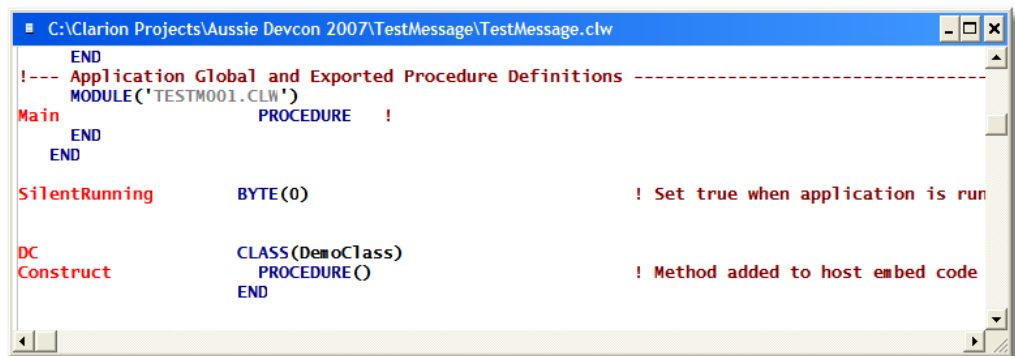 C:\Clarion Projects\Aussie Devcon 2007\TestMessage\TestMessage.clw
END
!--- Application Global and Exported Procedure Definitions ----------------------------------
MODULE('TESTM001.CLW')
Main PROCEDURE !
END
END
SilentRunning BYTE(0) ! Set true when application is run
DC CLASS(DemoClass)
Construct PROCEDURE() ! Method added to host embed code
END